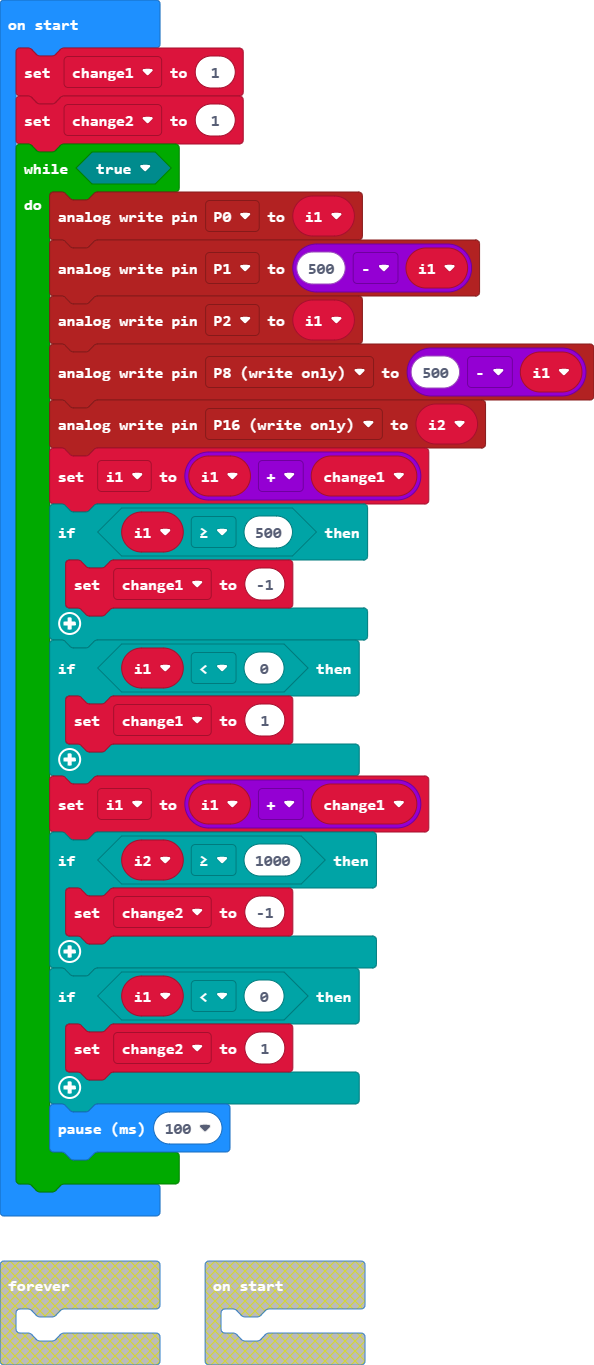 on start
set change1 to 1
set change2 to 1
while true
do
analog write pin P0 to i1
analog write pin P1 to 500 - i1
analog write pin P2 to i1
analog write pin P8 (write only) to 500 - i1
analog write pin P16 (write only) to i2
set i1 to i1 + change1
if i1 ≥ 500 then
set change1 to -1
if i1 < 0 then
set change1 to 1
set i1 to i1 + change1
if i2 ≥ 1000 then
set change2 to -1
if i1 < 0 then
set change2 to 1
pause (ms) 100
forever on start